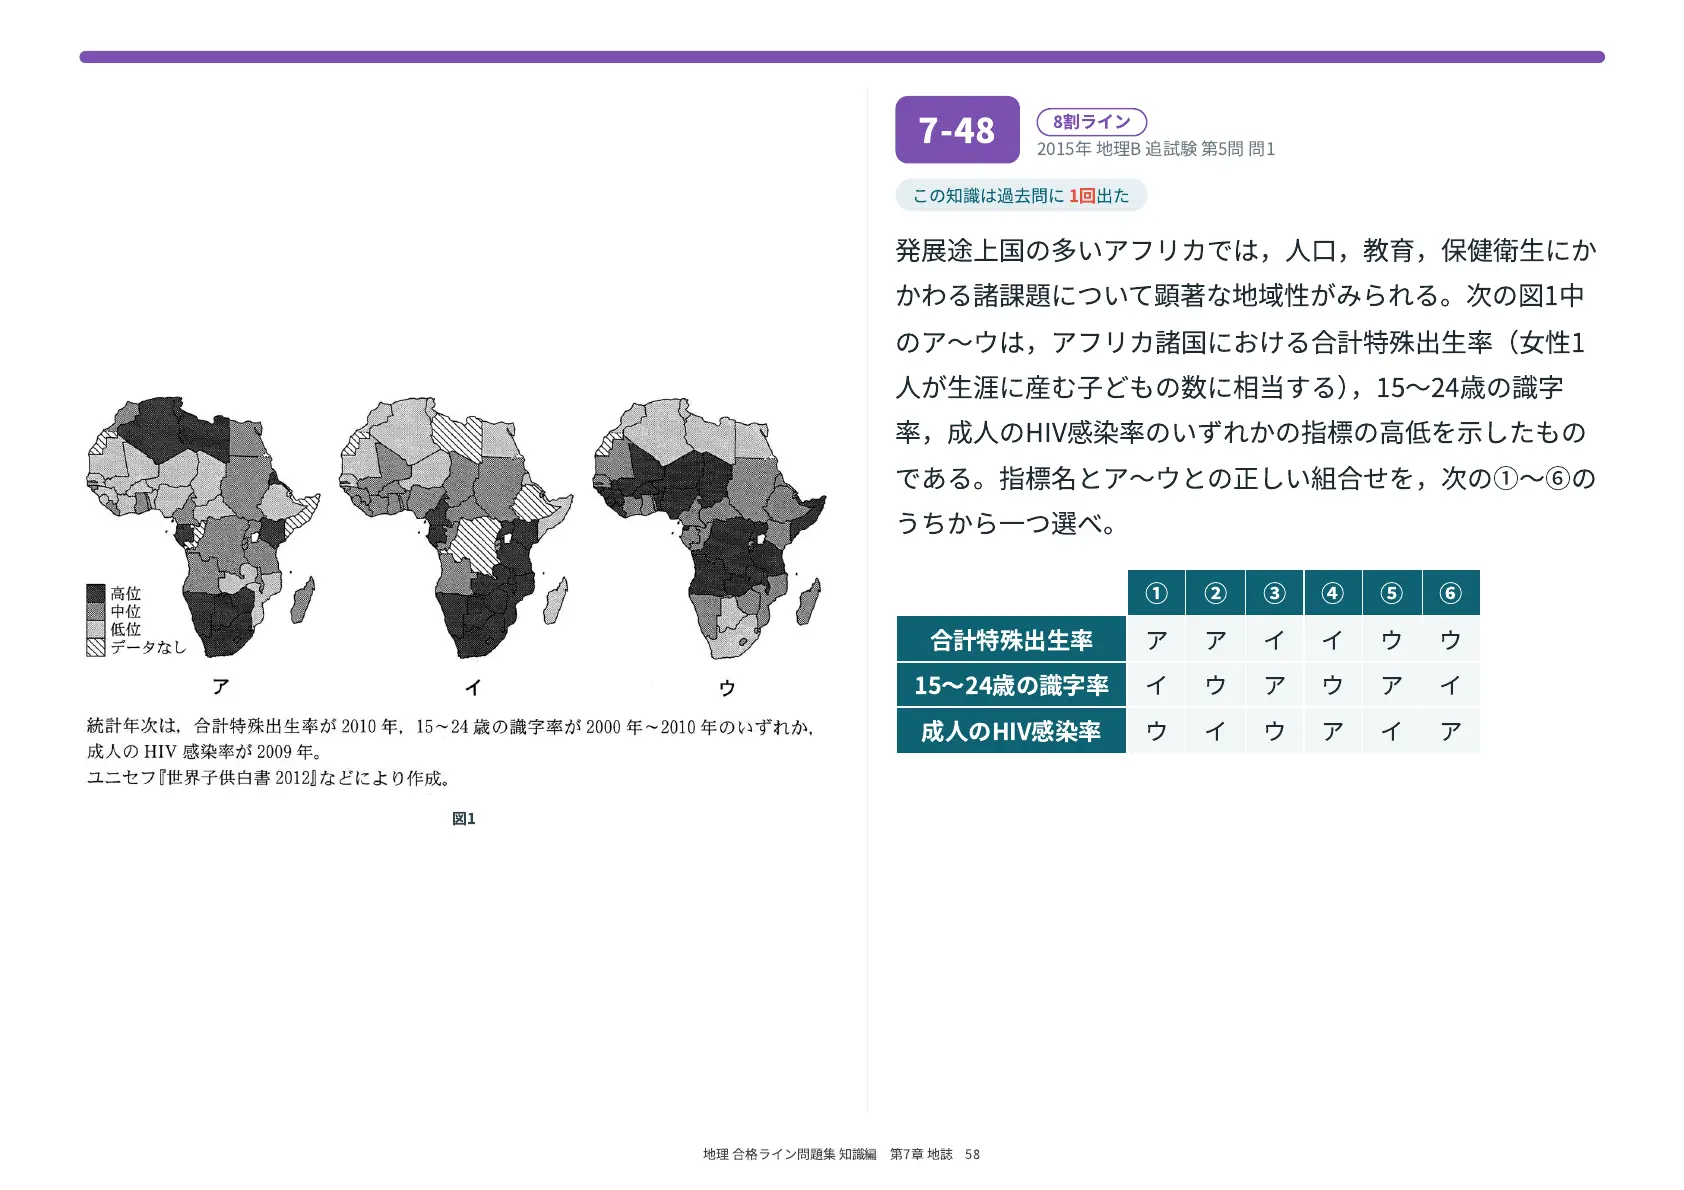 7-48
8割ライン
2015年 地理B 追試験 第5問 問1
この知識は過去問に 1回出た
発展途上国の多いアフリカでは，人口，教育，保健衛生にか
かわる諸課題について顕著な地域性がみられる。次の図1中
のア～ウは，アフリカ諸国における合計特殊出生率（女性1
人が生涯に産む子どもの数に相当する），15～24歳の識字
率，成人のHIV感染率のいずれかの指標の高低を示したもの
である。指標名とア～ウとの正しい組合せを，次の①～⑥の
うちから一つ選べ。
① ② ③ ④ ⑤ ⑥
合計特殊出生率 ア ア イ イ ウ ウ
15～24歳の識字率 イ ウ ア ウ ア イ
成人のHIV感染率 ウ イ ウ ア イ ア
高位
中位
低位
データなし
ア イ ウ
統計年次は，合計特殊出生率が 2010 年，15～24 歳の識字率が 2000 年～2010 年のいずれか，
成人の HIV 感染率が 2009 年。
ユニセフ『世界子供白書 2012』などにより作成。
図1
地理 合格ライン問題集 知識編 第7章 地誌 58